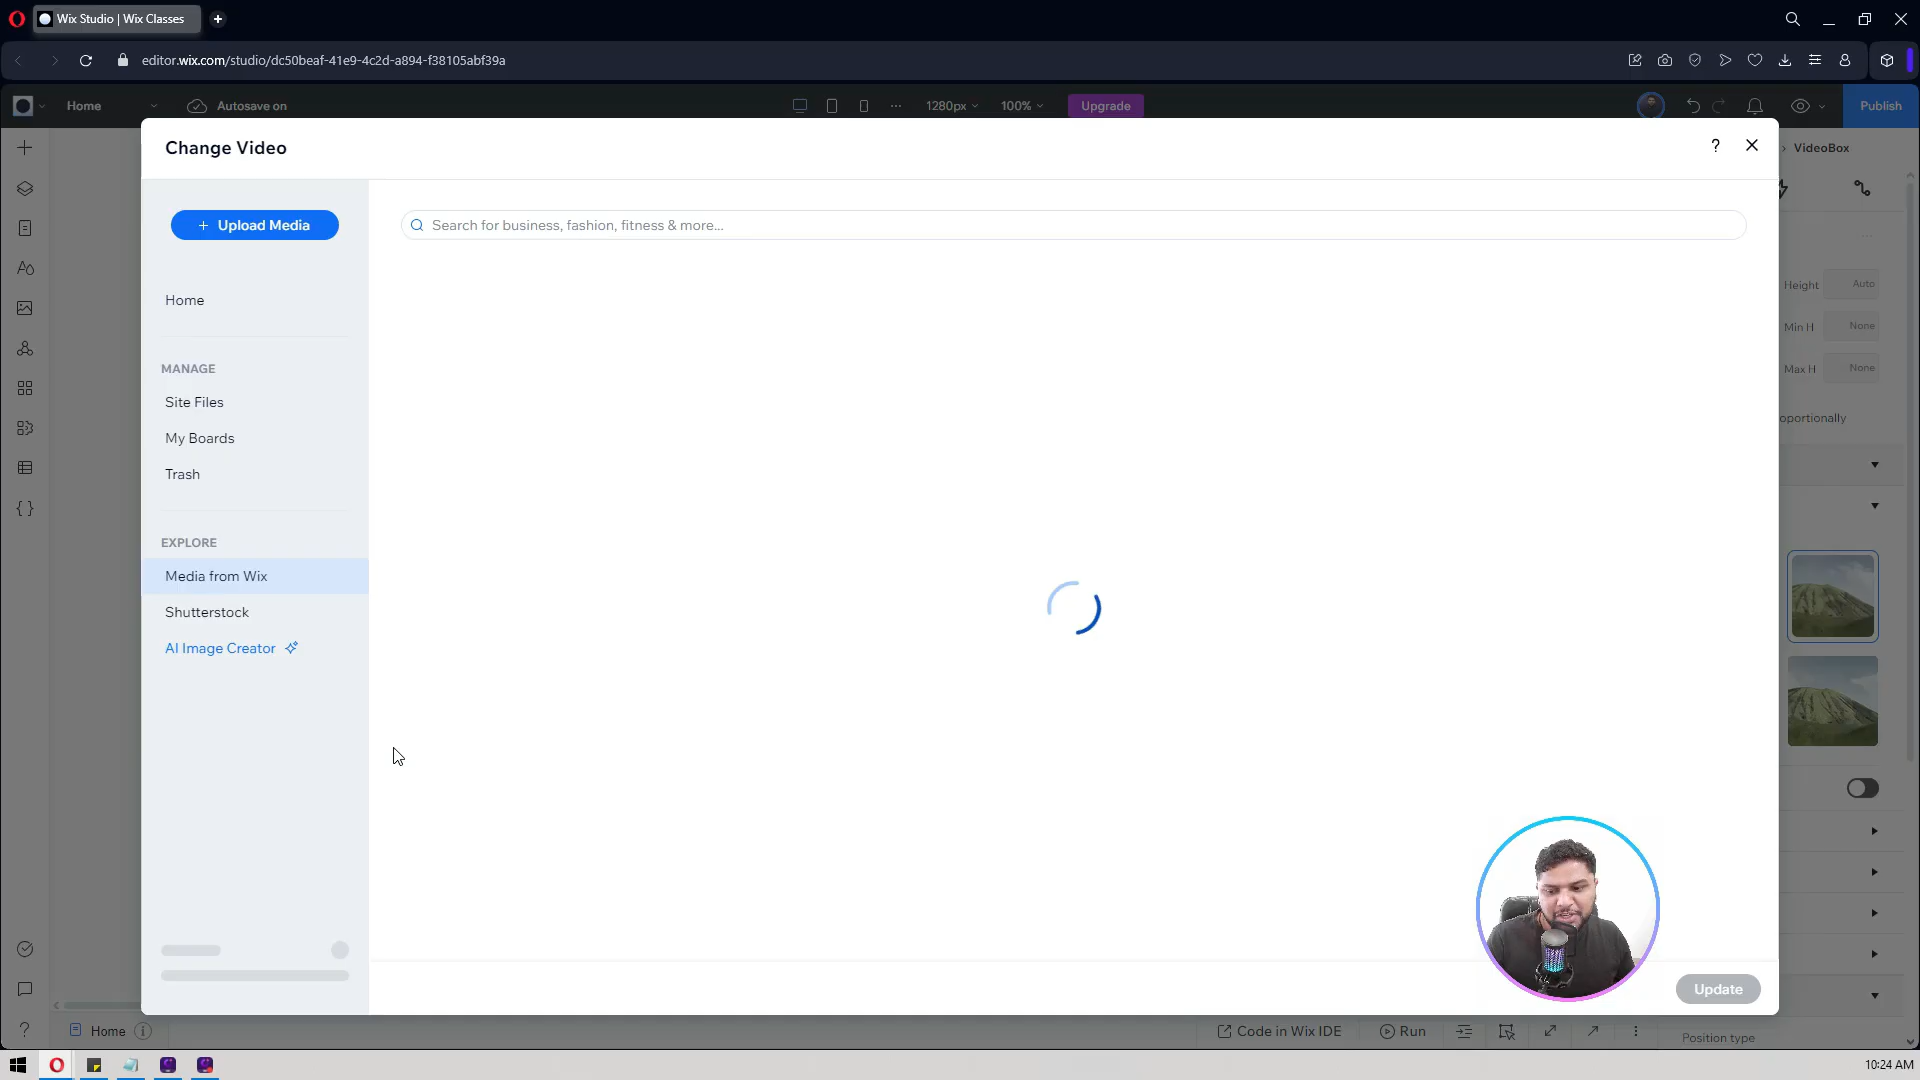 Wix Studio | Wix Classes
editor.wix.com/studio/dc50beaf-41e9-4c2d-a894-f38105abf39a
Home
Autosave on
1280px
100%
Upgrade
Publish
Change Video
?
VideoBox
+ Upload Media
Search for business, fashion, fitness & more...
Home
Height
Auto
Min H
None
MANAGE
Max H
None
Site Files
oportionally
My Boards
Trash
EXPLORE
Media from Wix
Shutterstock
AI Image Creator
Update
Home
Code in Wix IDE
Run
Position type
10:24 AM